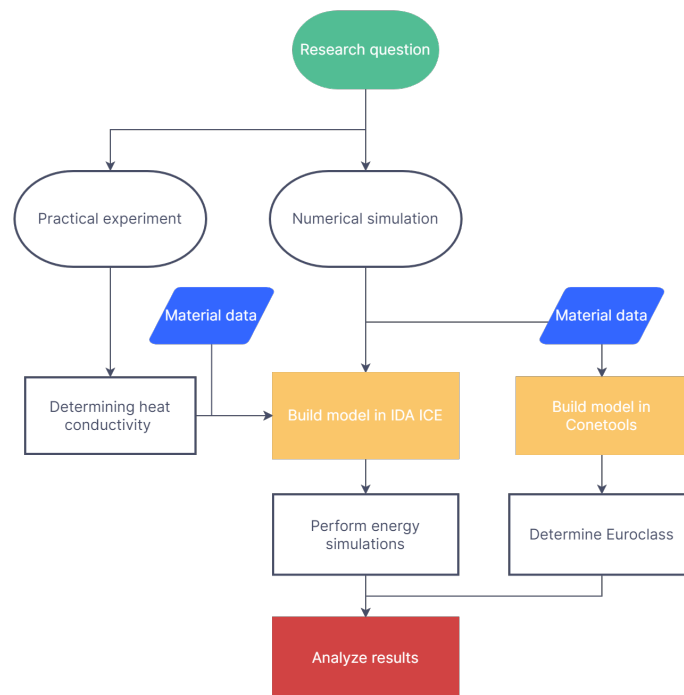 Research question
Practical experiment
Numerical simulation
Material data
Material data
Determining heat
conductivity
Build model in IDA ICE
Build model in
Conetools
Perform energy
simulations
Determine Euroclass
Analyze results